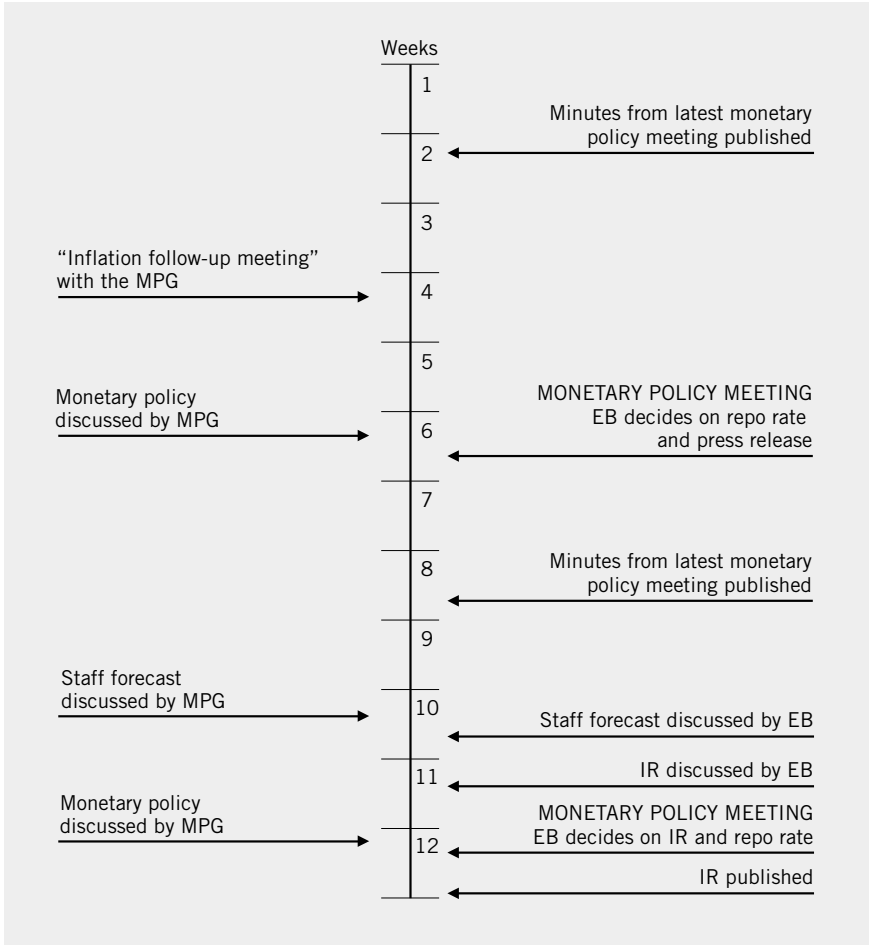 Weeks
1
Minutes from latest monetary
policy meeting published
2
3
“Inflation follow-up meeting”
with the MPG
4
5
Monetary policy
discussed by MPG
MONETARY POLICY MEETING
EB decides on repo rate
and press release
6
7
Minutes from latest monetary
policy meeting published
8
9
Staff forecast
discussed by MPG
10
Staff forecast discussed by EB
IR discussed by EB
11
Monetary policy
discussed by MPG
MONETARY POLICY MEETING
EB decides on IR and repo rate
12
IR published